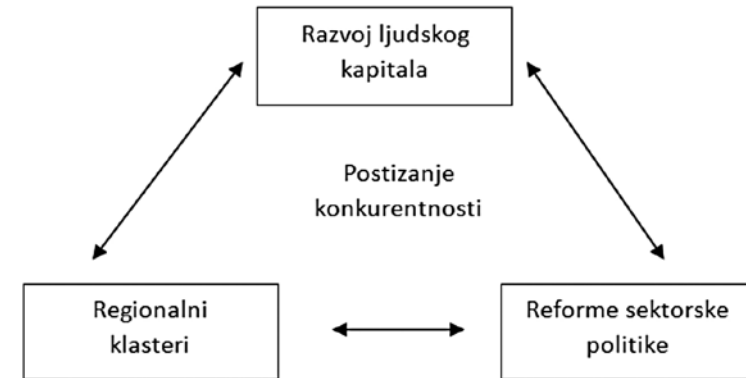 Razvoj ljudskog
kapitala
Postizanje
konkurentnosti
Regionalni
klasteri
Reforme sektorske
politike